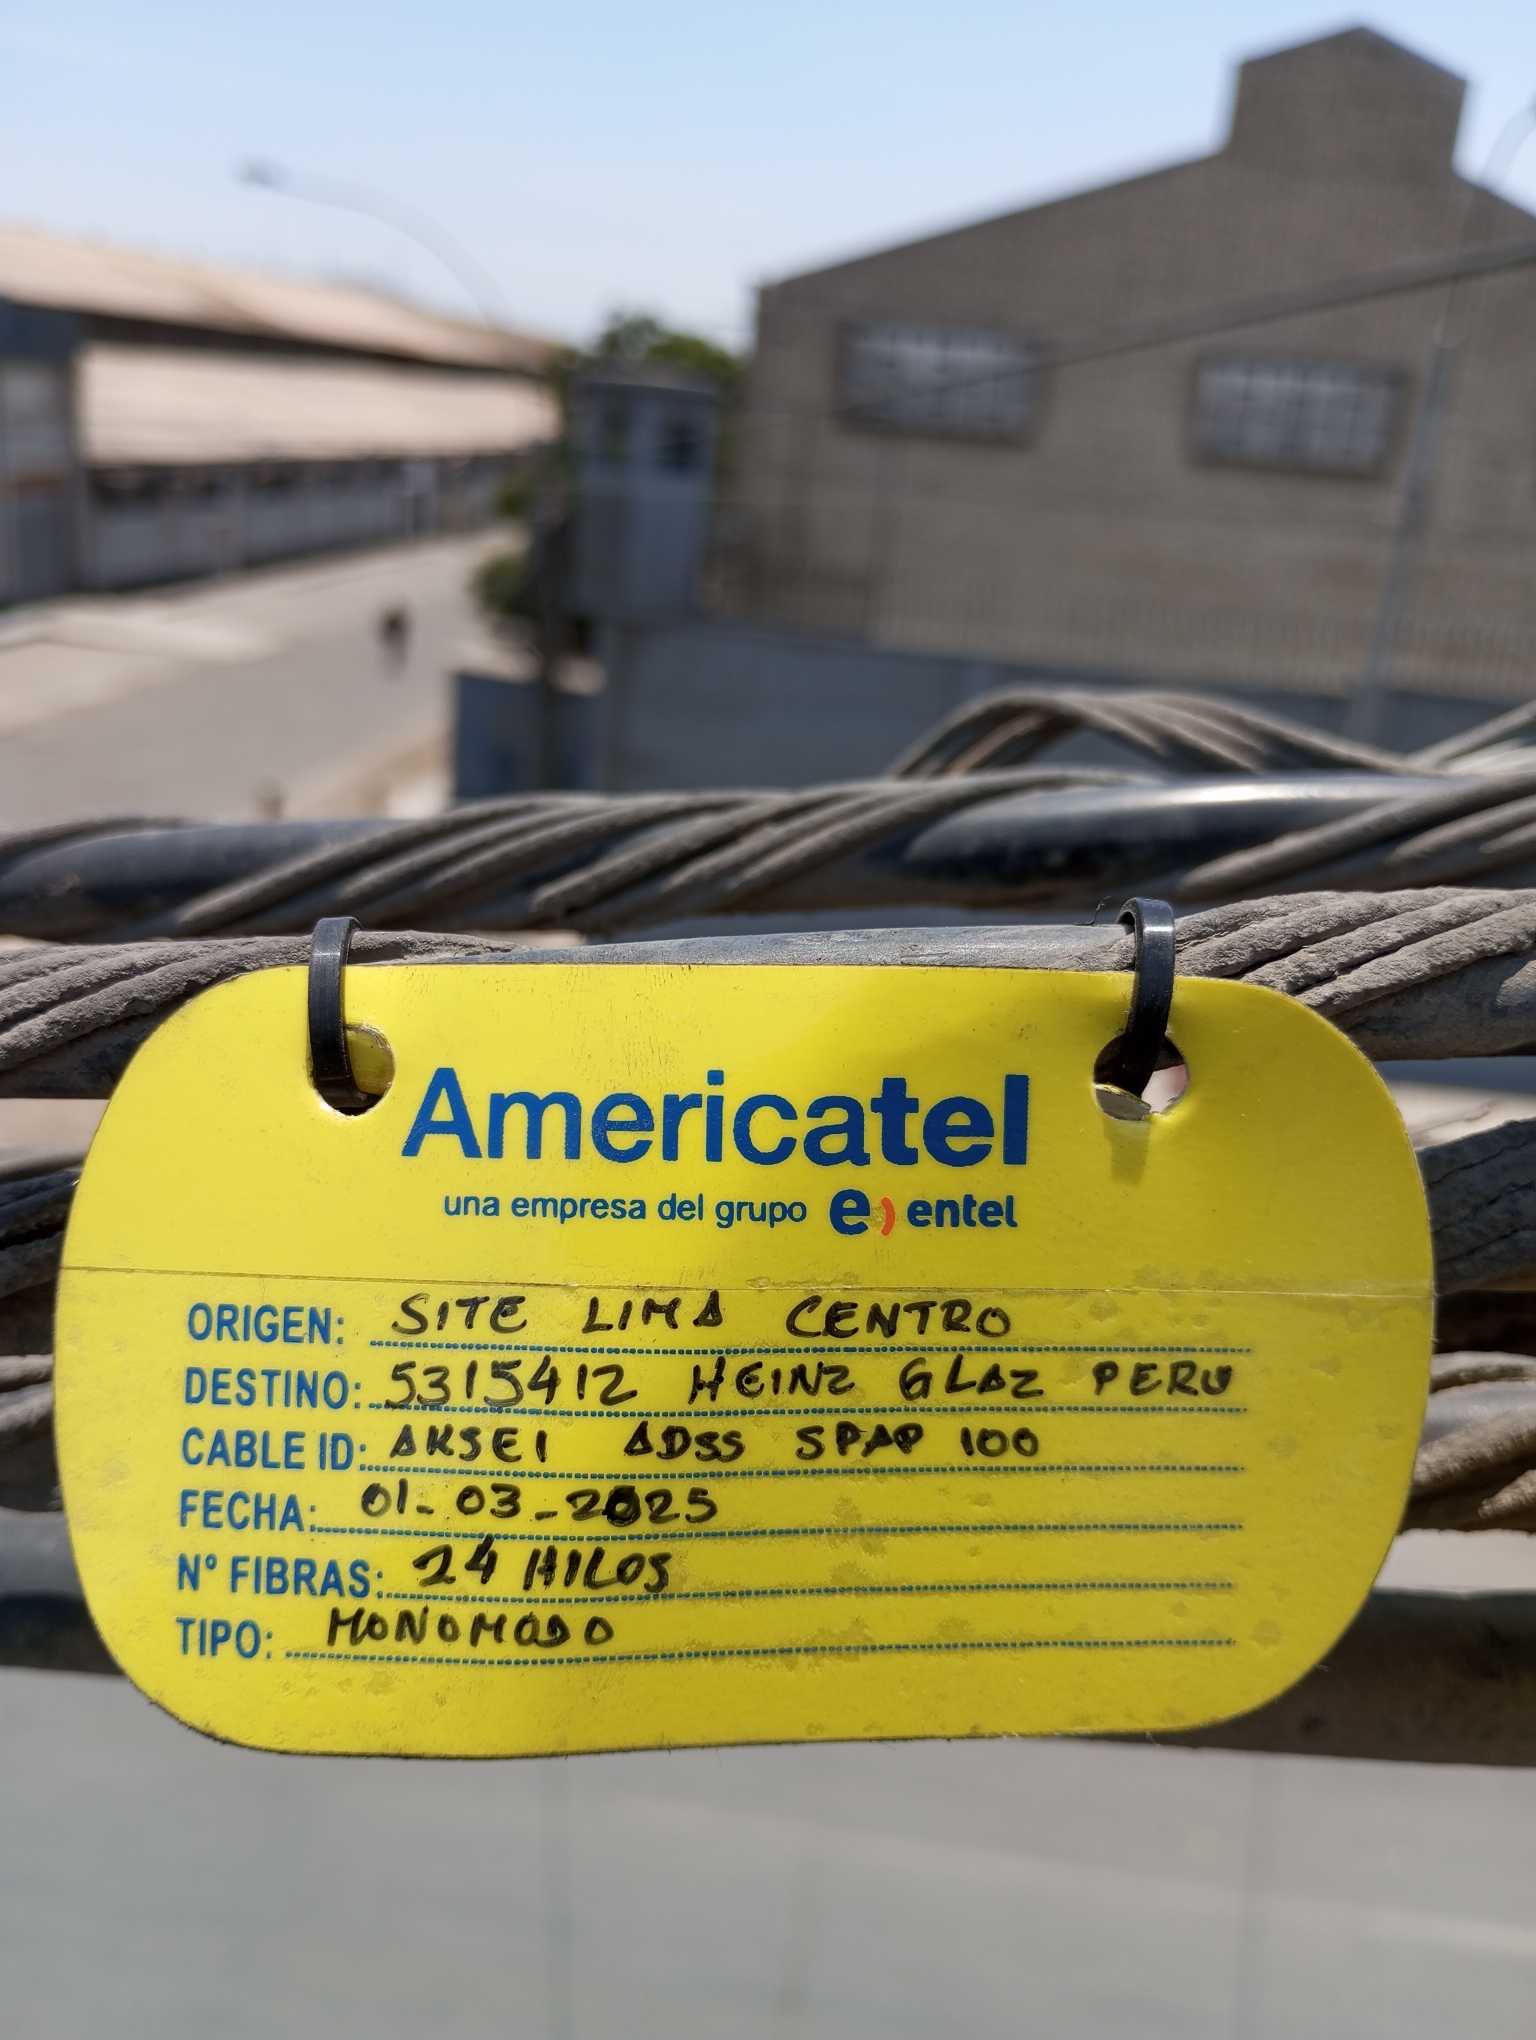 Americatel
una empresa del grupo e) entel
ORIGEN: SITE LIMA CENTRO
DESTINO: 5315412 HEINZ GLAZ PERU
CABLE ID: AKSEI ADSS SPAP 100
FECHA: 01-03-2025
N° FIBRAS: 24 HILOS
TIPO: MONOMODO